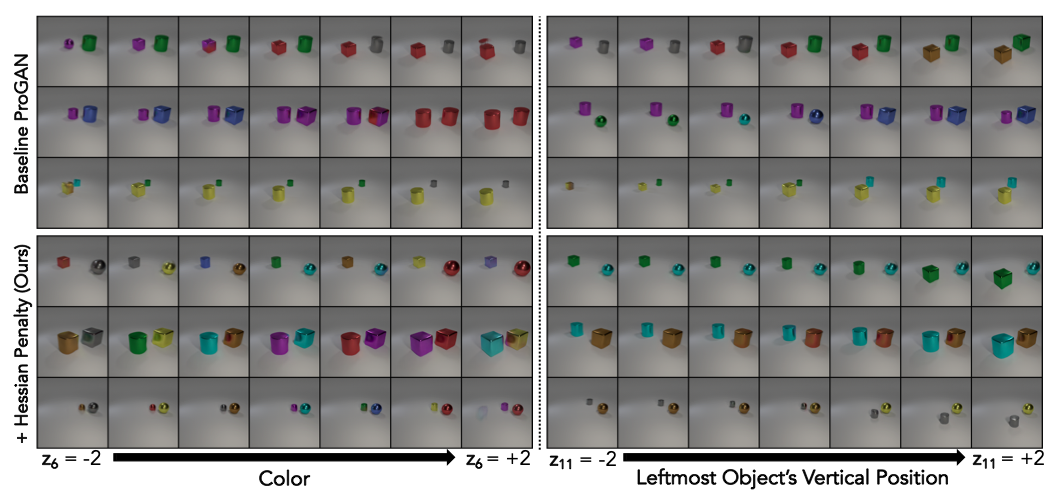 Baseline ProGAN
+ Hessian Penalty (Ours)
z6 = -2
z6 = +2
Color
z11 = -2
z11 = +2
Leftmost Object's Vertical Position